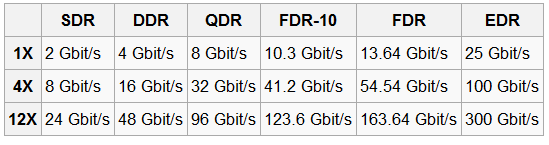 SDR DDR QDR FDR-10 FDR EDR
1X 2 Gbit/s 4 Gbit/s 8 Gbit/s 10.3 Gbit/s 13.64 Gbit/s 25 Gbit/s
4X 8 Gbit/s 16 Gbit/s 32 Gbit/s 41.2 Gbit/s 54.54 Gbit/s 100 Gbit/s
12X 24 Gbit/s 48 Gbit/s 96 Gbit/s 123.6 Gbit/s 163.64 Gbit/s 300 Gbit/s